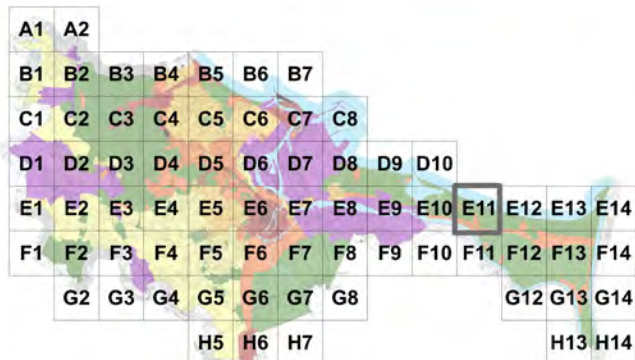 A1 A2
B1 B2 B3 B4 B5 B6 B7
C1 C2 C3 C4 C5 C6 C7 C8
D1 D2 D3 D4 D5 D6 D7 D8 D9 D10
E1 E2 E3 E4 E5 E6 E7 E8 E9 E10 E11 E12 E13 E14
F1 F2 F3 F4 F5 F6 F7 F8 F9 F10 F11 F12 F13 F14
G2 G3 G4 G5 G6 G7 G8 G12 G13 G14
H5 H6 H7 H13 H14